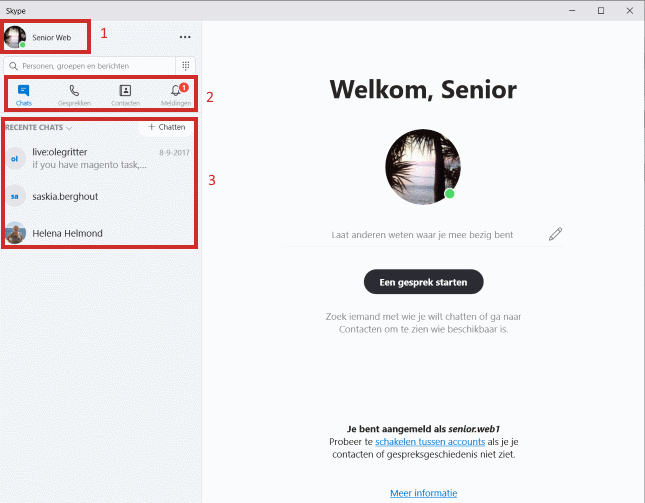 Skype
Senior Web
1
Personen, groepen en berichten
1
Chats Gesprekken Contacten Meldingen
2
RECENTE CHATS
+ Chatten
ol
live:olegritter 8-9-2017
if you have magento task,...
3
sa
saskia.berghout
Helena Helmond
Welkom, Senior
Laat anderen weten waar je mee bezig bent
Een gesprek starten
Zoek iemand met wie je wilt chatten of ga naar
Contacten om te zien wie beschikbaar is.
Je bent aangemeld als senior.web1
Probeer te schakelen tussen accounts als je je
contacten of gespreksgeschiedenis niet ziet.
Meer informatie